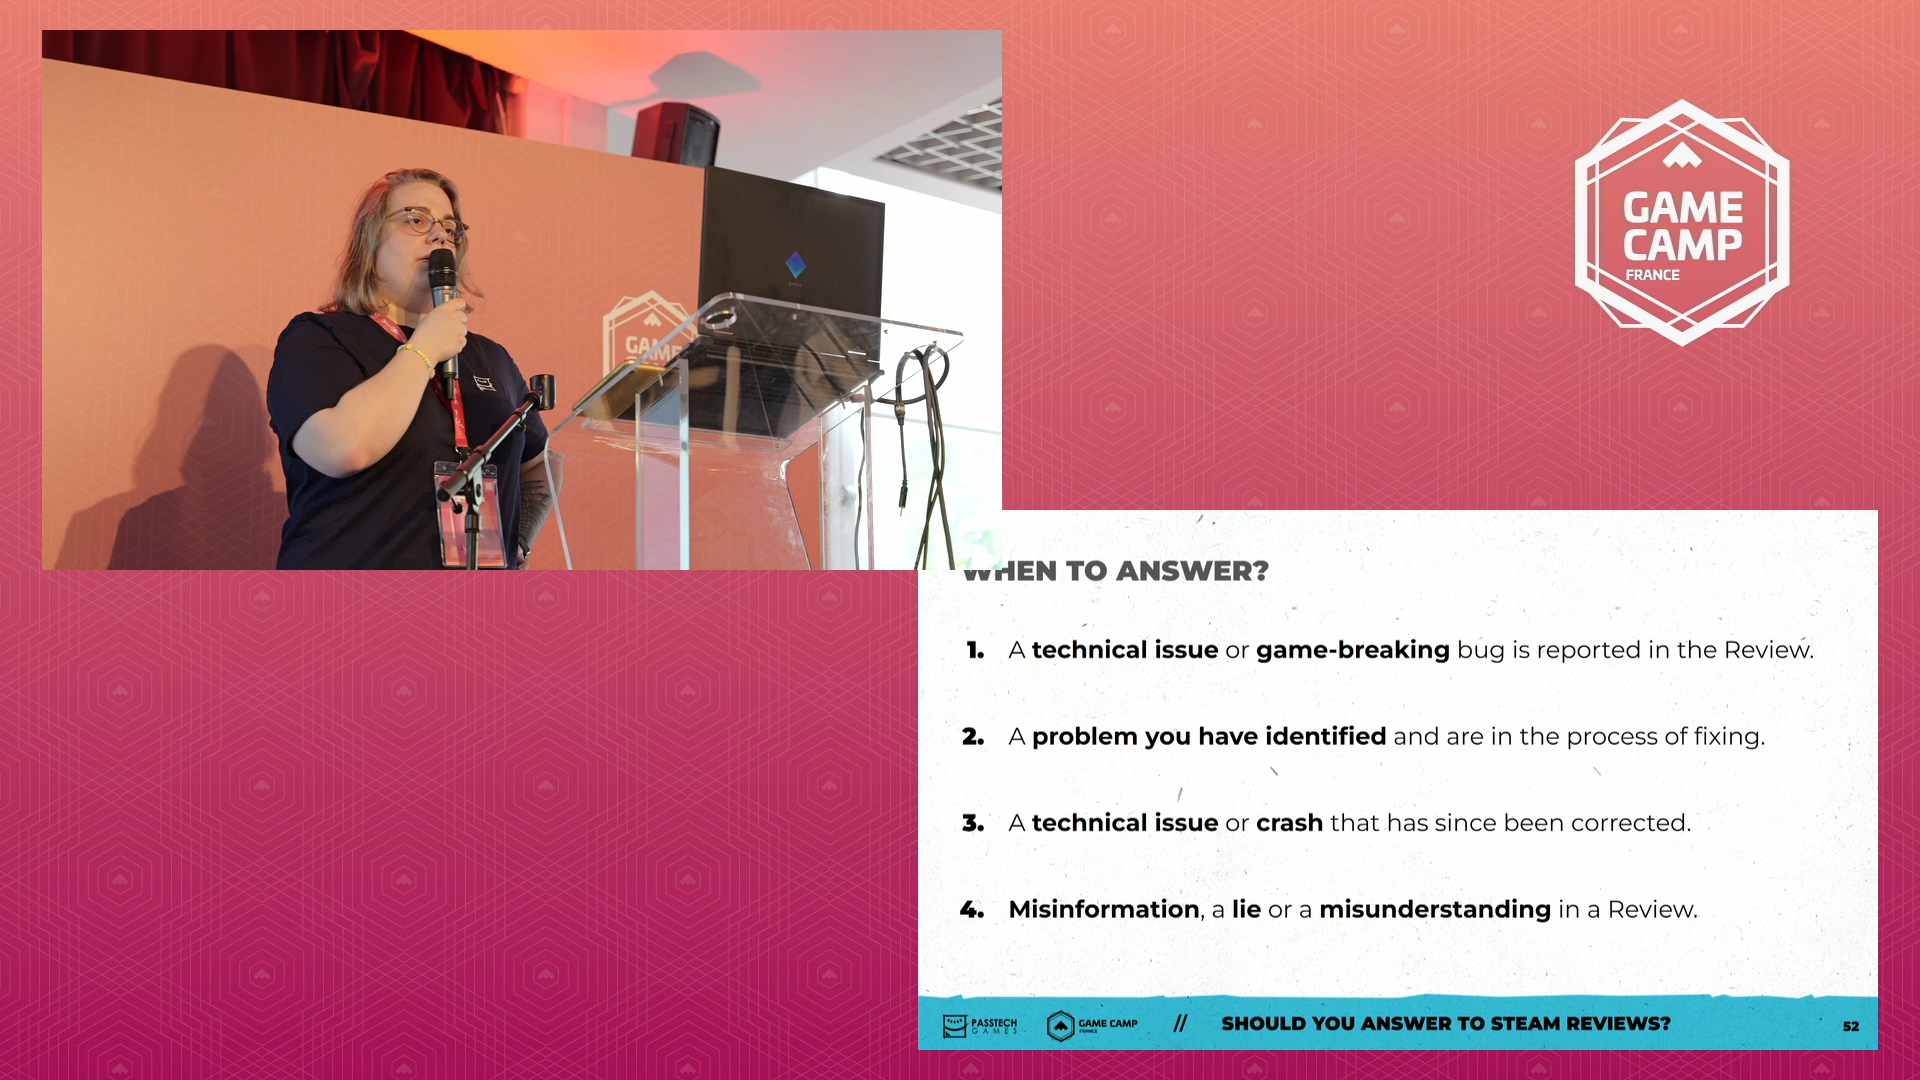 GAME
CAMP
FRANCE
GAME
WHEN TO ANSWER?
1. A technical issue or game-breaking bug is reported in the Review.
2. A problem you have identified and are in the process of fixing.
3. A technical issue or crash that has since been corrected.
4. Misinformation, a lie or a misunderstanding in a Review.
PASSTECH
GAMES
GAME CAMP
FRANCE
// SHOULD YOU ANSWER TO STEAM REVIEWS?
52